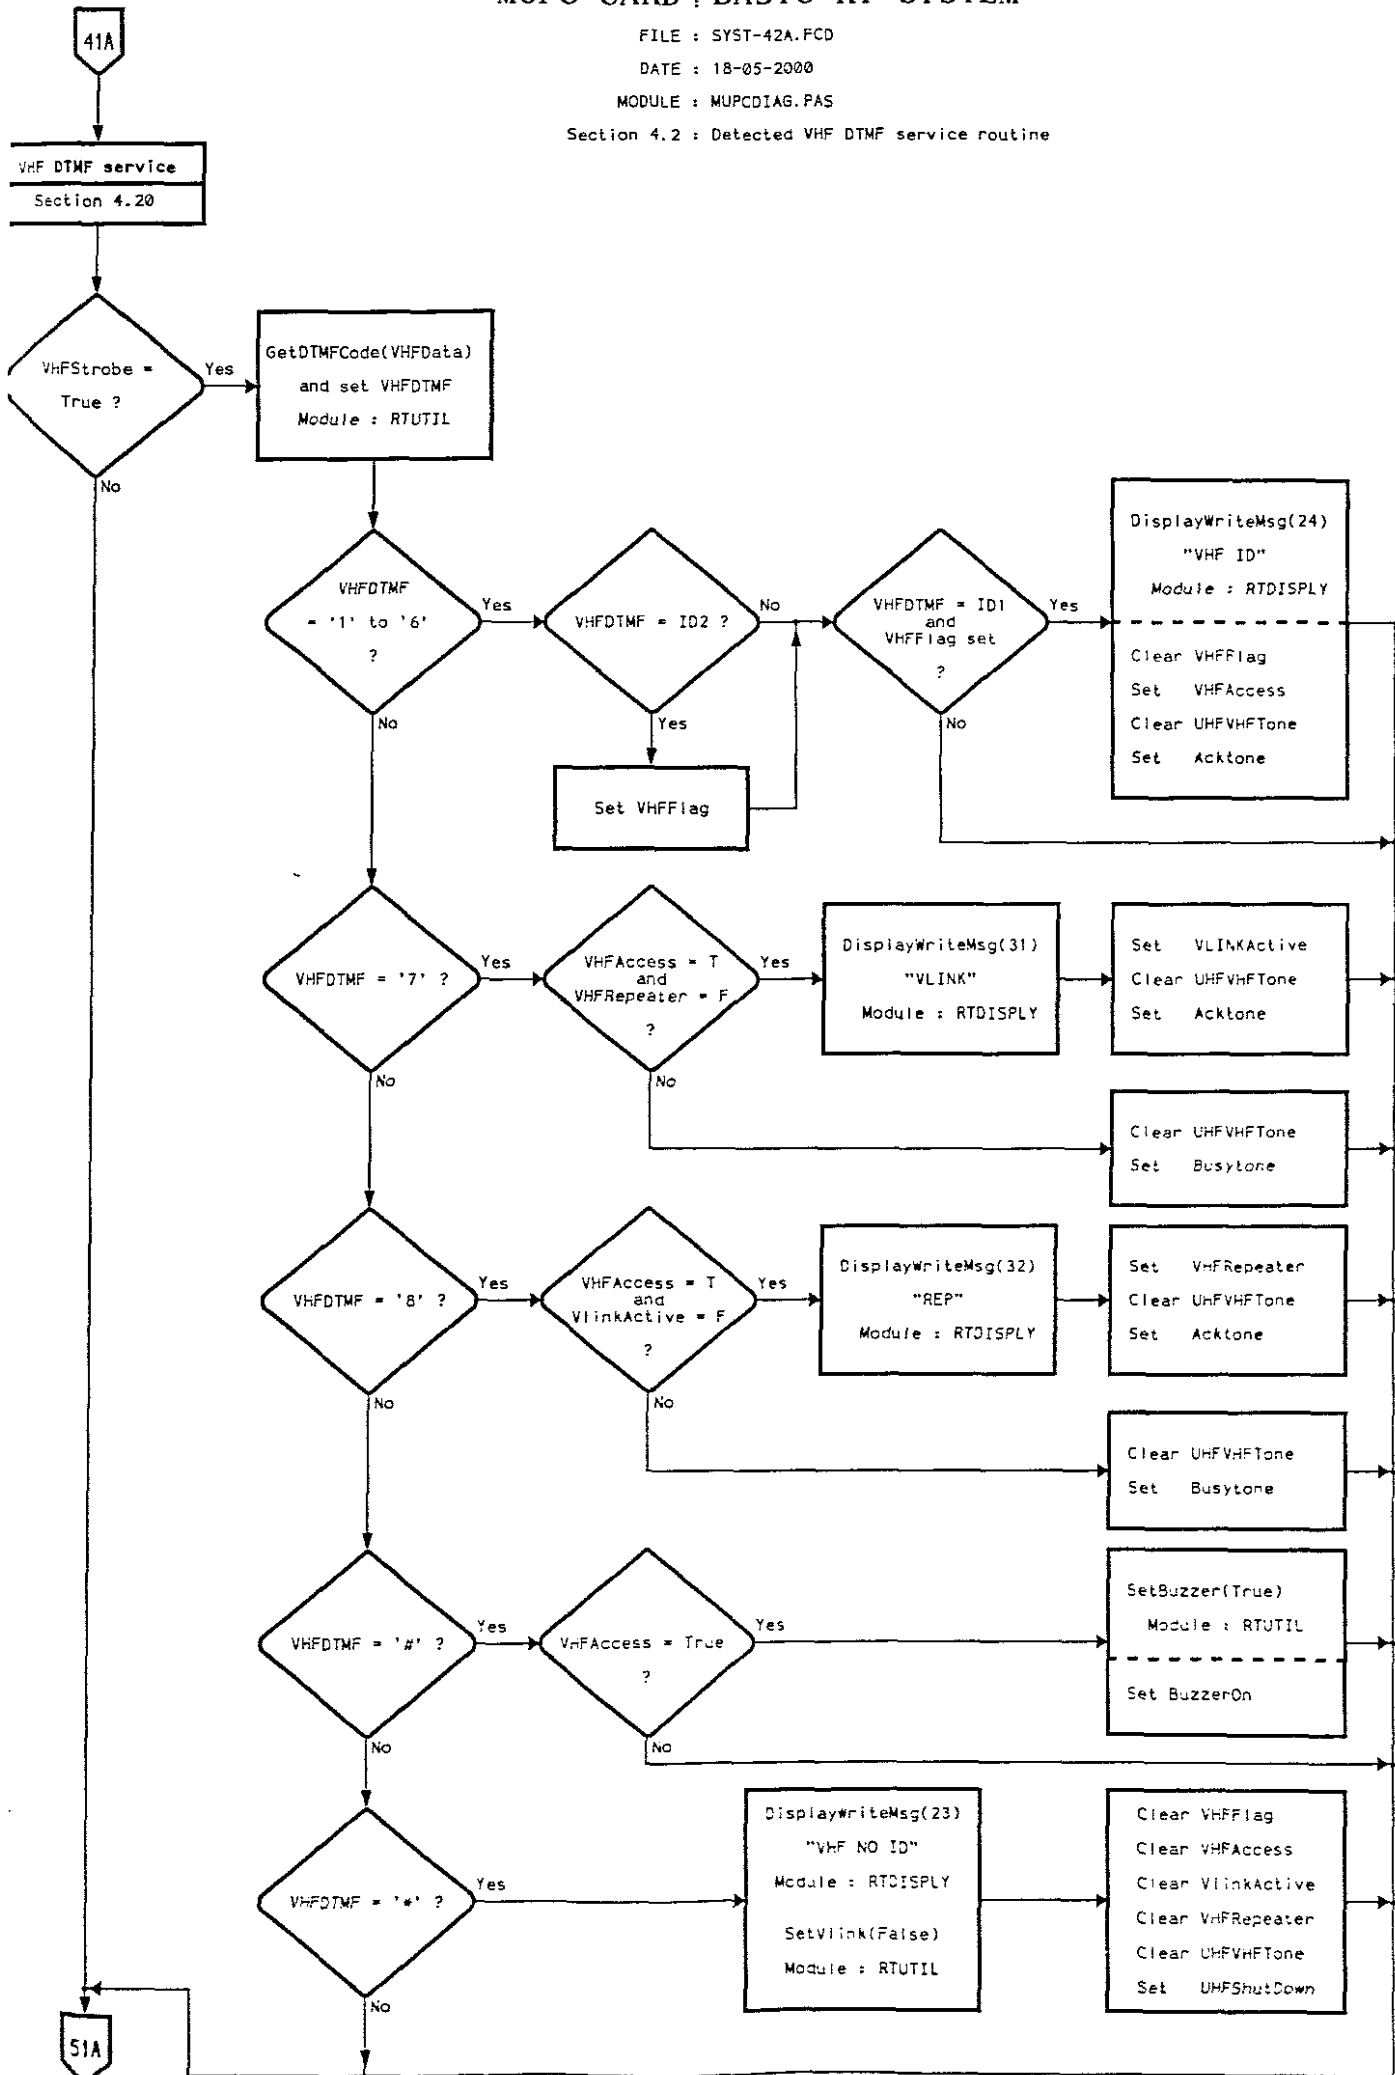 MUPC CARD : BASIC RT SYSTEM
FILE : SYST-42A.FCD
DATE : 18-05-2000
MODULE : MUPCDIAG.PAS
Section 4.2 : Detected VHF DTMF service routine
41A
VHF DTMF service
Section 4.20
VHFStrobe =
True ?
Yes
No
GetDTMFCode(VHFData)
and set VHFDTMF
Module : RTUTIL
VHFDTMF
= '1' to '6'
?
Yes
No
VHFDTMF = ID2 ?
No
Yes
Set VHFFlag
VHFDTMF = ID1
and
VHFFlag set
?
Yes
No
DisplayWriteMsg(24)
"VHF ID"
Module : RTDISPLY
Clear VHFFlag
Set VHFAccess
Clear UHFVHFTone
Set Acktone
VHFDTMF = '7' ?
Yes
No
VHFAccess = T
and
VHFRepeater = F
?
Yes
No
DisplayWriteMsg(31)
"VLINK"
Module : RTDISPLY
Set VLINKActive
Clear UHFVHFTone
Set Acktone
Clear UHFVHFTone
Set Busytone
VHFDTMF = '8' ?
Yes
No
VHFAccess = T
and
VlinkActive = F
?
Yes
No
DisplayWriteMsg(32)
"REP"
Module : RTDISPLY
Set VHFRepeater
Clear UHFVHFTone
Set Acktone
Clear UHFVHFTone
Set Busytone
VHFDTMF = '#' ?
Yes
No
VHFAccess = True
?
Yes
No
SetBuzzer(True)
Module : RTUTIL
Set BuzzerOn
VHFDTMF = '*' ?
Yes
No
DisplayWriteMsg(23)
"VHF NO ID"
Module : RTDISPLY
SetVlink(False)
Module : RTUTIL
Clear VHFFlag
Clear VHFAccess
Clear VlinkActive
Clear VHFRepeater
Clear UHFVHFTone
Set UHFShutDown
51A